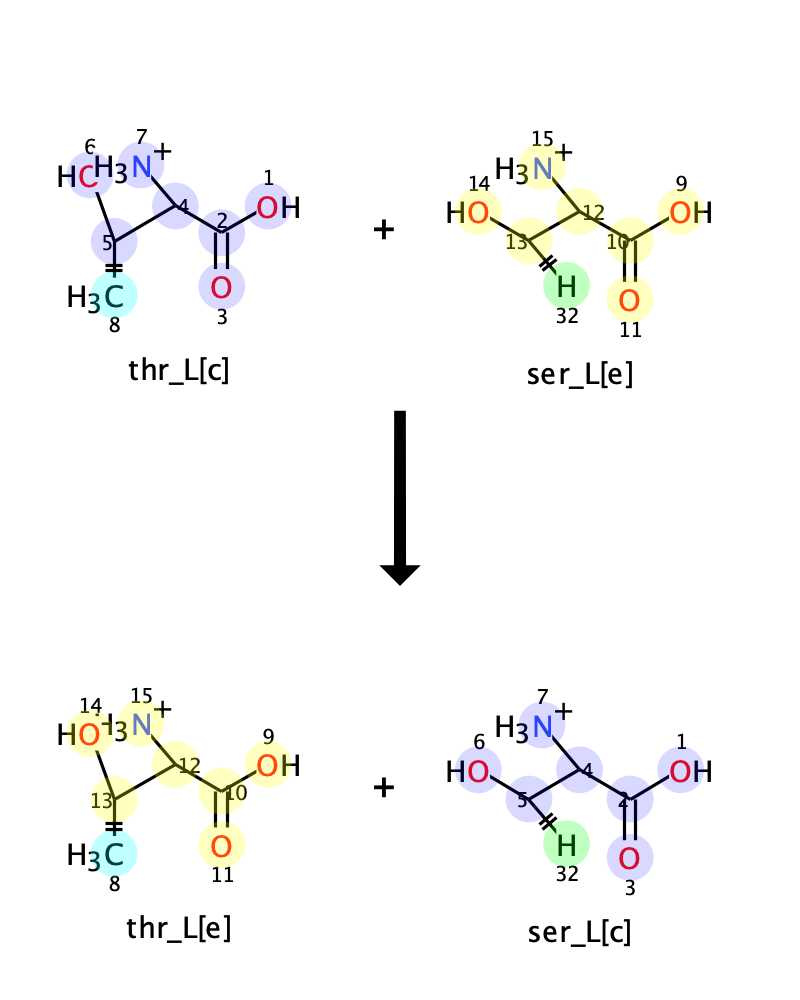 6 7 15
HO H₃N⁺ 1 H₃N⁺ 14 9
4 2 OH + HO 12 OH
5 13 10
H₃C O H O
8 3 32 11
thr_L[c] ser_L[e]
14 15 7
HO H₃N⁺ 9 H₃N⁺ 6 1
12 10 OH + HO 4 OH
13 5 2
H₃C O H O
8 11 32 3
thr_L[e] ser_L[c]